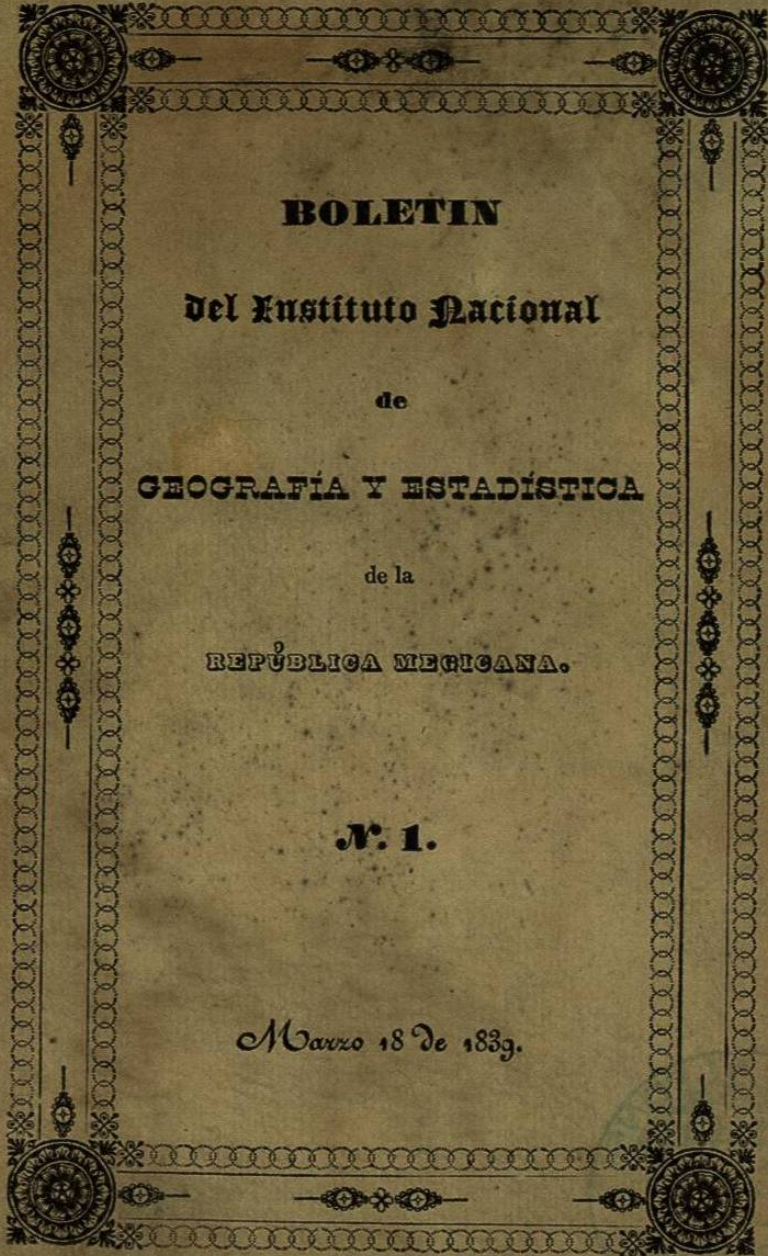 BOLETIN
del Instituto Nacional
de
GEOGRAFÍA Y ESTADÍSTICA
de la
REPÚBLICA MEGICANA.
N. 1.
Marzo 18 de 1839.